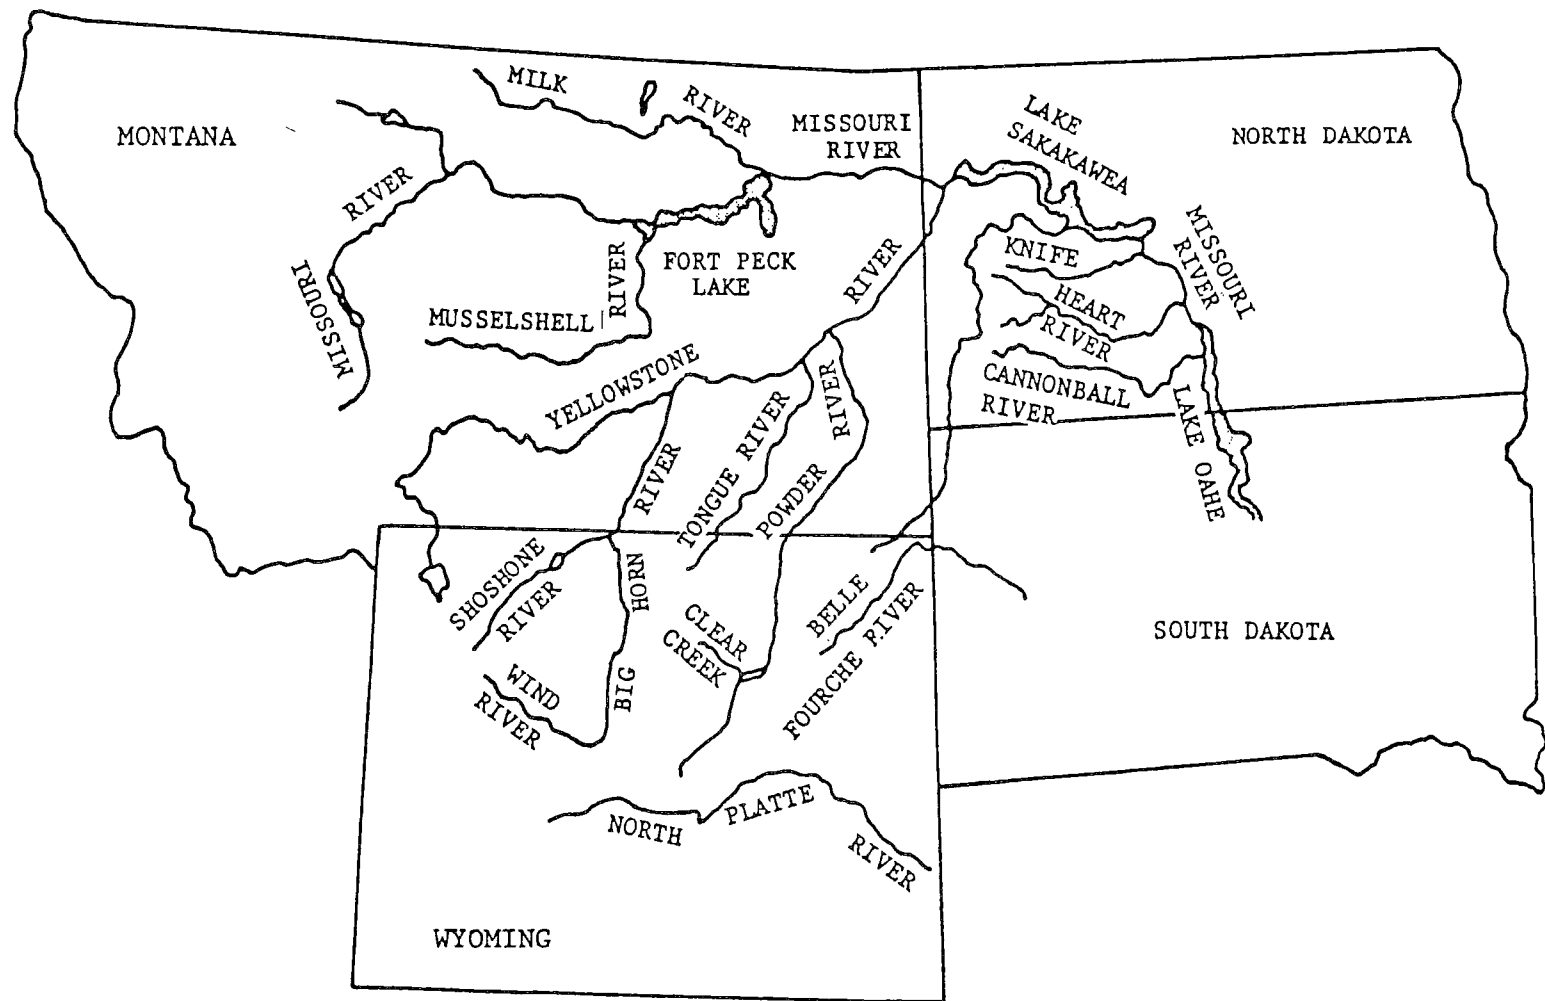 MILK
RIVER
MONTANA
MISSOURI
RIVER
LAKE
SAKAKAWEA
NORTH DAKOTA
RIVER
MISSOURI
MISSOURI
RIVER
KNIFE
FORT PECK
LAKE
RIVER
MUSSELSHELL
RIVER
YELLOWSTONE
HEART
RIVER
CANNONBALL
RIVER
LAKE OAHE
RIVER
TONGUE RIVER
RIVER
POWDER
SHOSHONE
RIVER
HORN
BIG
CLEAR
CREEK
BELLE
FOURCHE RIVER
SOUTH DAKOTA
WIND
RIVER
NORTH
PLATTE
RIVER
WYOMING